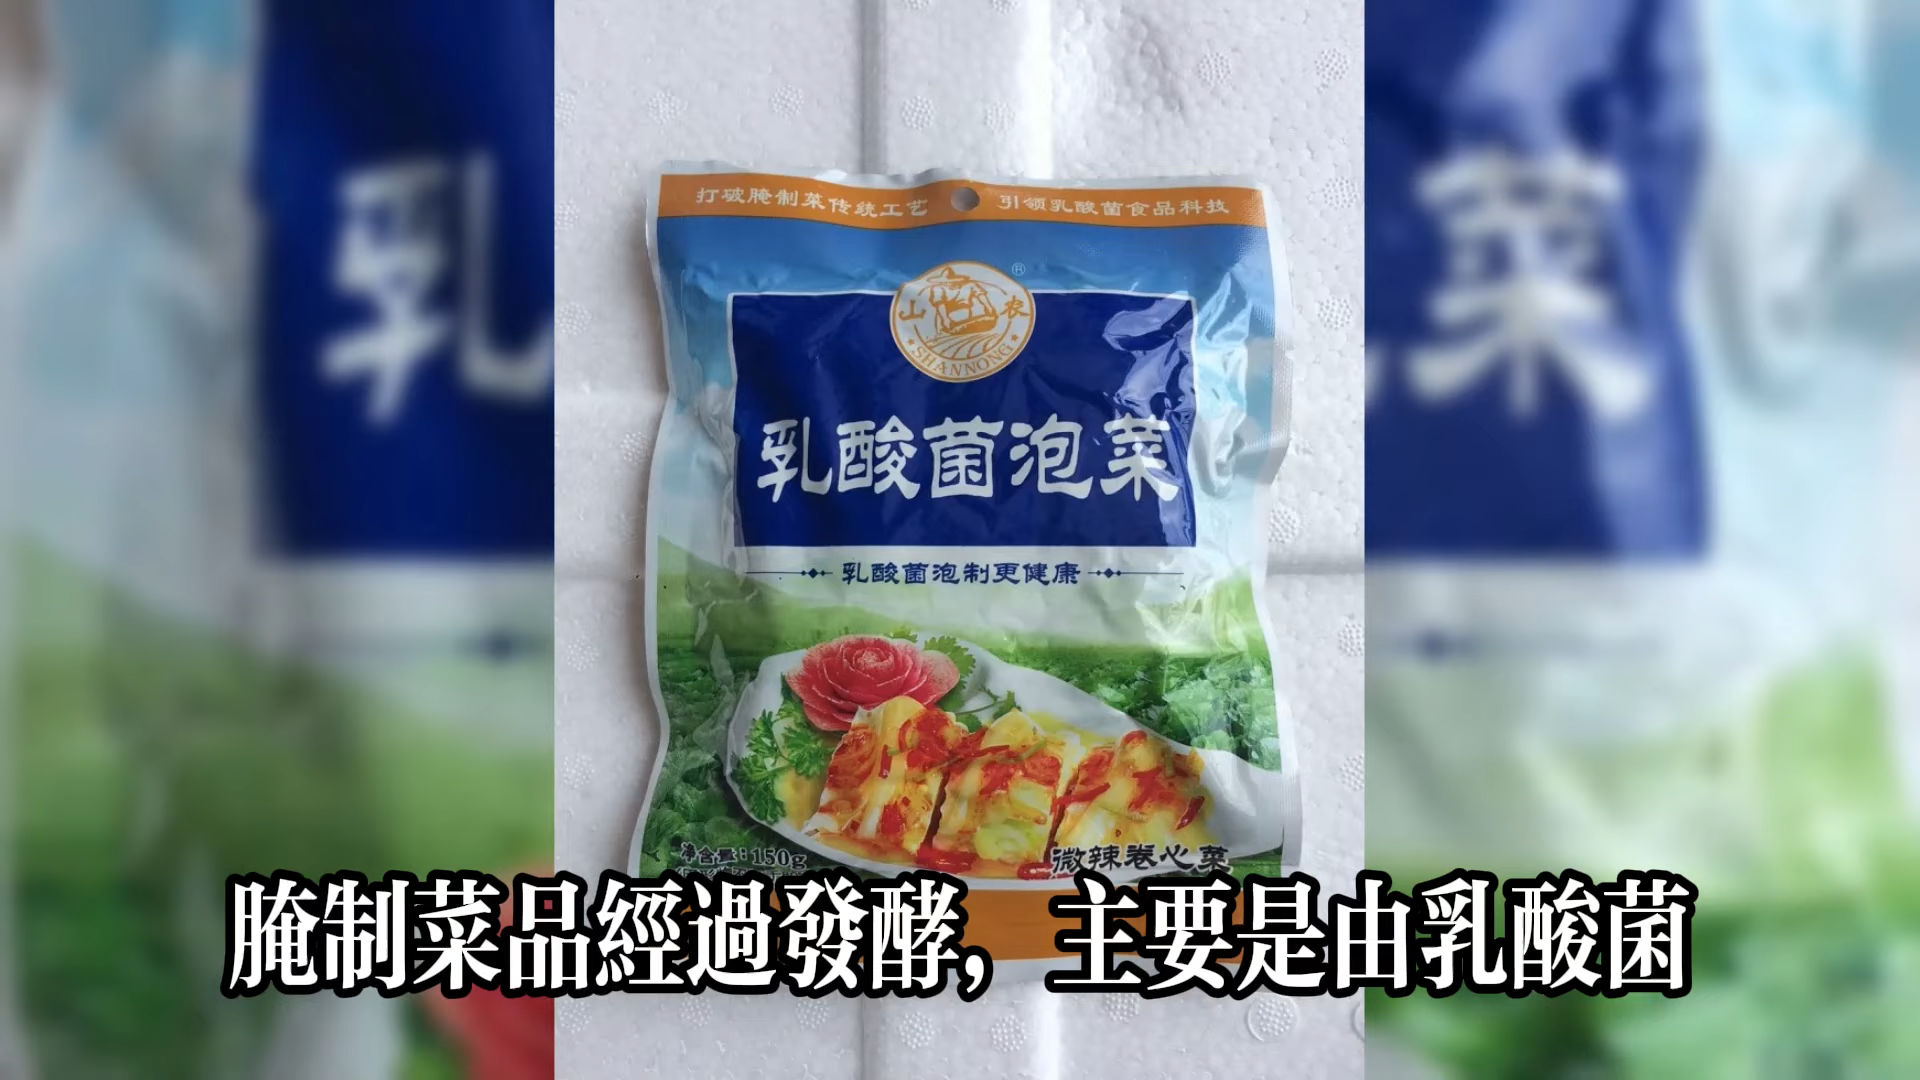 打破腌制菜传统工艺 引领乳酸菌食品科技
®
山农
SHANNONG
乳酸菌泡菜
乳酸菌泡制更健康
净含量:150g
微辣卷心菜
腌制菜品經過發酵，主要是由乳酸菌
乳
菜